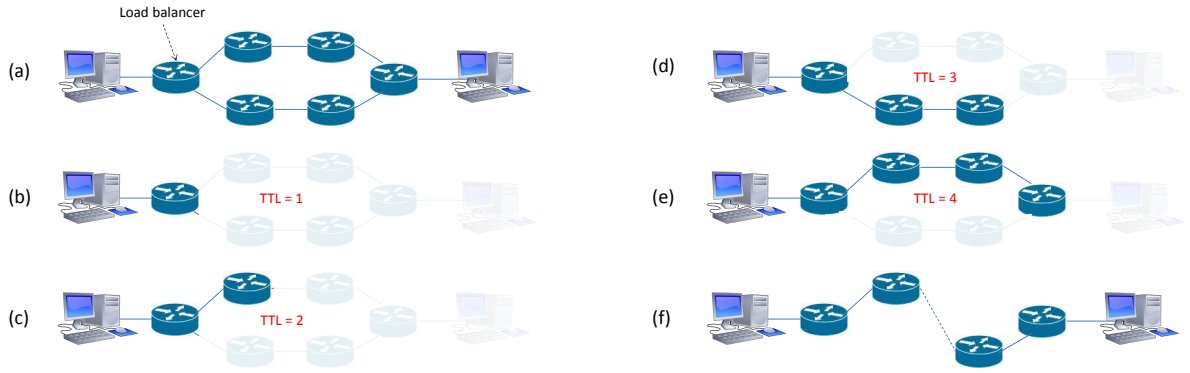 Load balancer
(a)
(b)
TTL = 1
(c)
TTL = 2
(d)
TTL = 3
(e)
TTL = 4
(f)